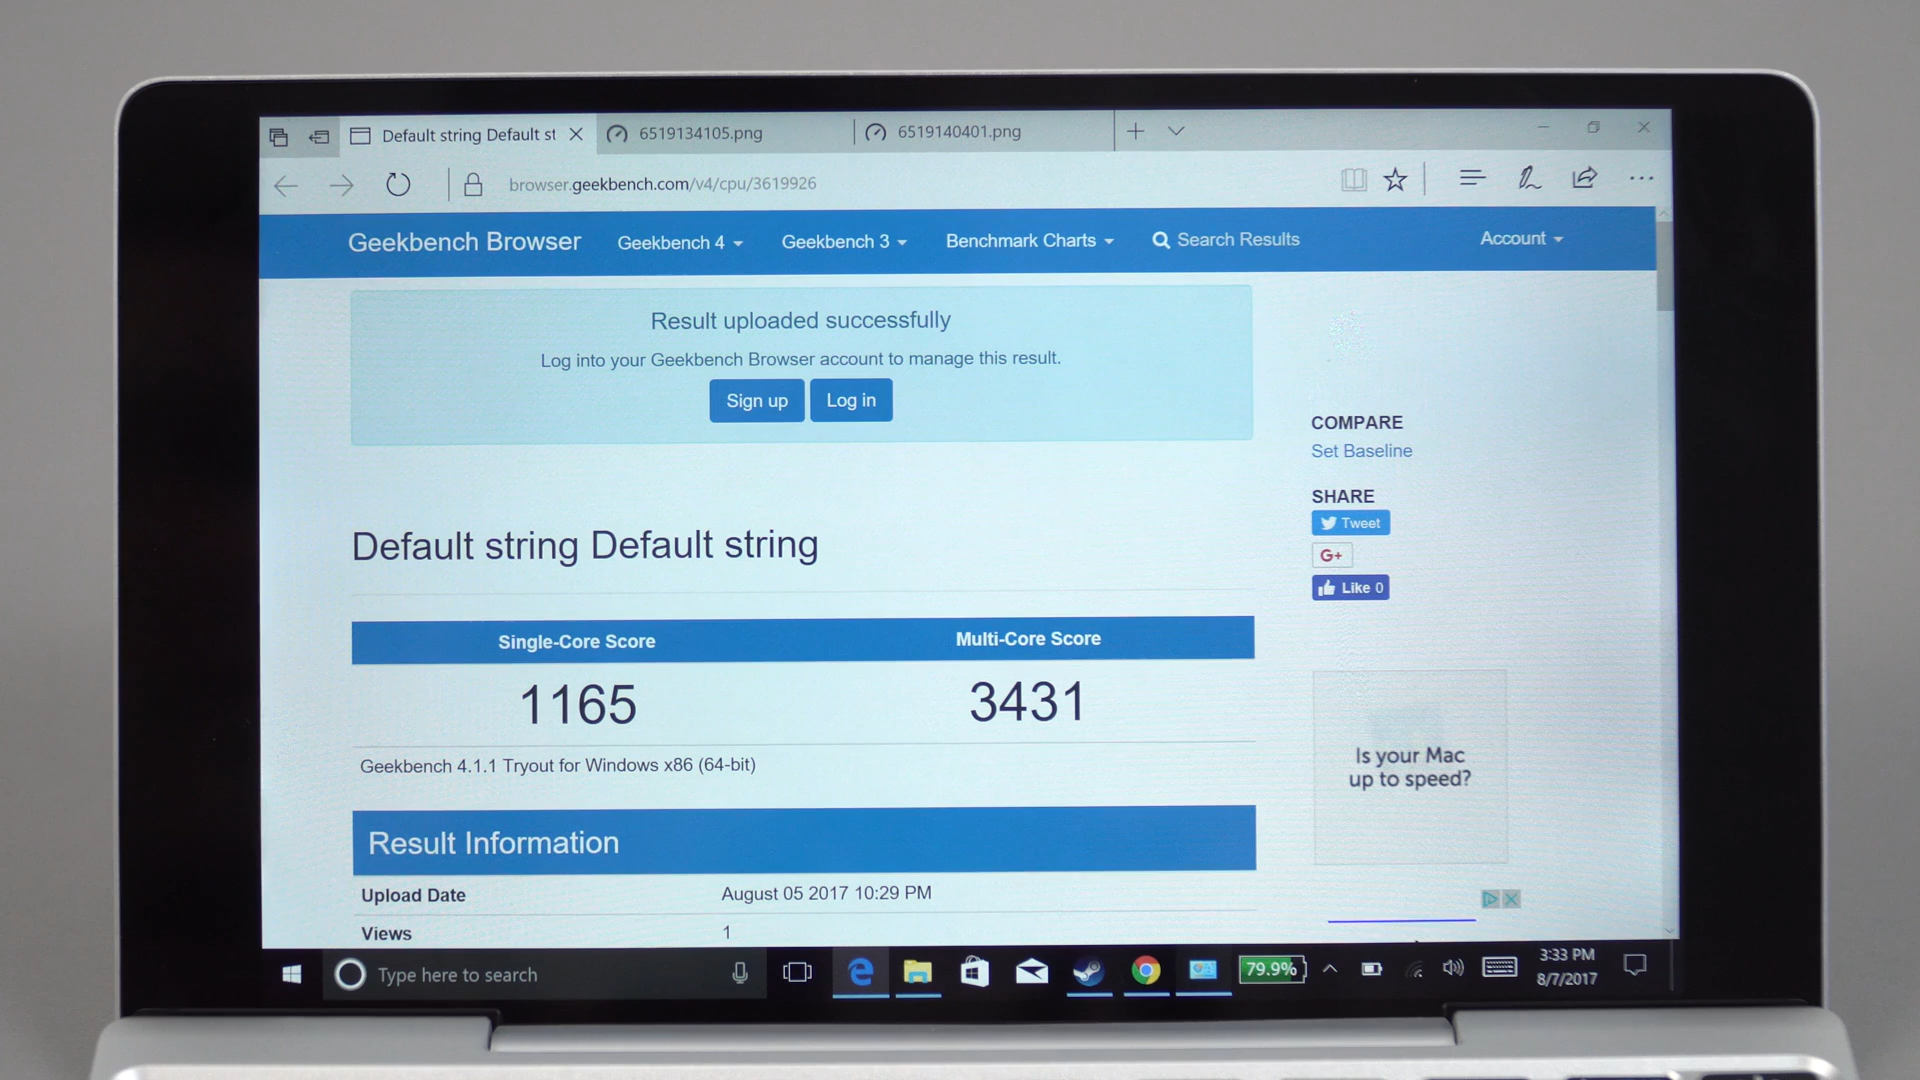 Default string Default st
6519134105.png
6519140401.png
browser.geekbench.com/v4/cpu/3619926
Geekbench Browser
Geekbench 4
Geekbench 3
Benchmark Charts
Search Results
Account
Result uploaded successfully
Log into your Geekbench Browser account to manage this result.
Sign up
Log in
COMPARE
Set Baseline
SHARE
Tweet
G+
Like 0
Default string Default string
Single-Core Score
Multi-Core Score
1165
3431
Geekbench 4.1.1 Tryout for Windows x86 (64-bit)
Is your Mac
up to speed?
Result Information
Upload Date
August 05 2017 10:29 PM
Views
1
Type here to search
79.9%
3:33 PM
8/7/2017